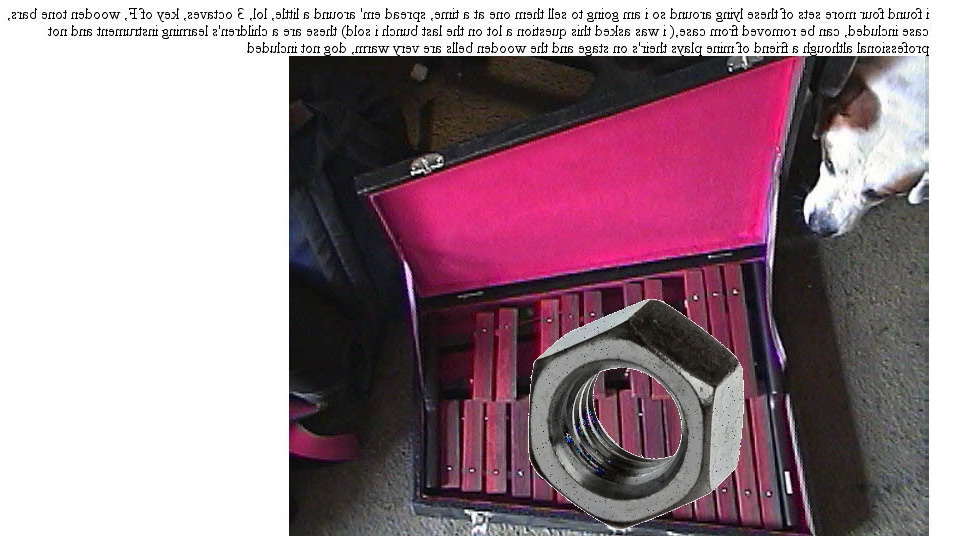 i found four more sets of these lying around so i am going to sell them one at a time, spread em' around a little, lol, 3 octaves, key of F, wooden tone bars,
case included, can be removed from case,( i was asked this question a lot on the last bunch i sold) these are a children's learning instrument and not
professional although a friend of mine plays their's on stage and the wooden bells are very warm, dog not included